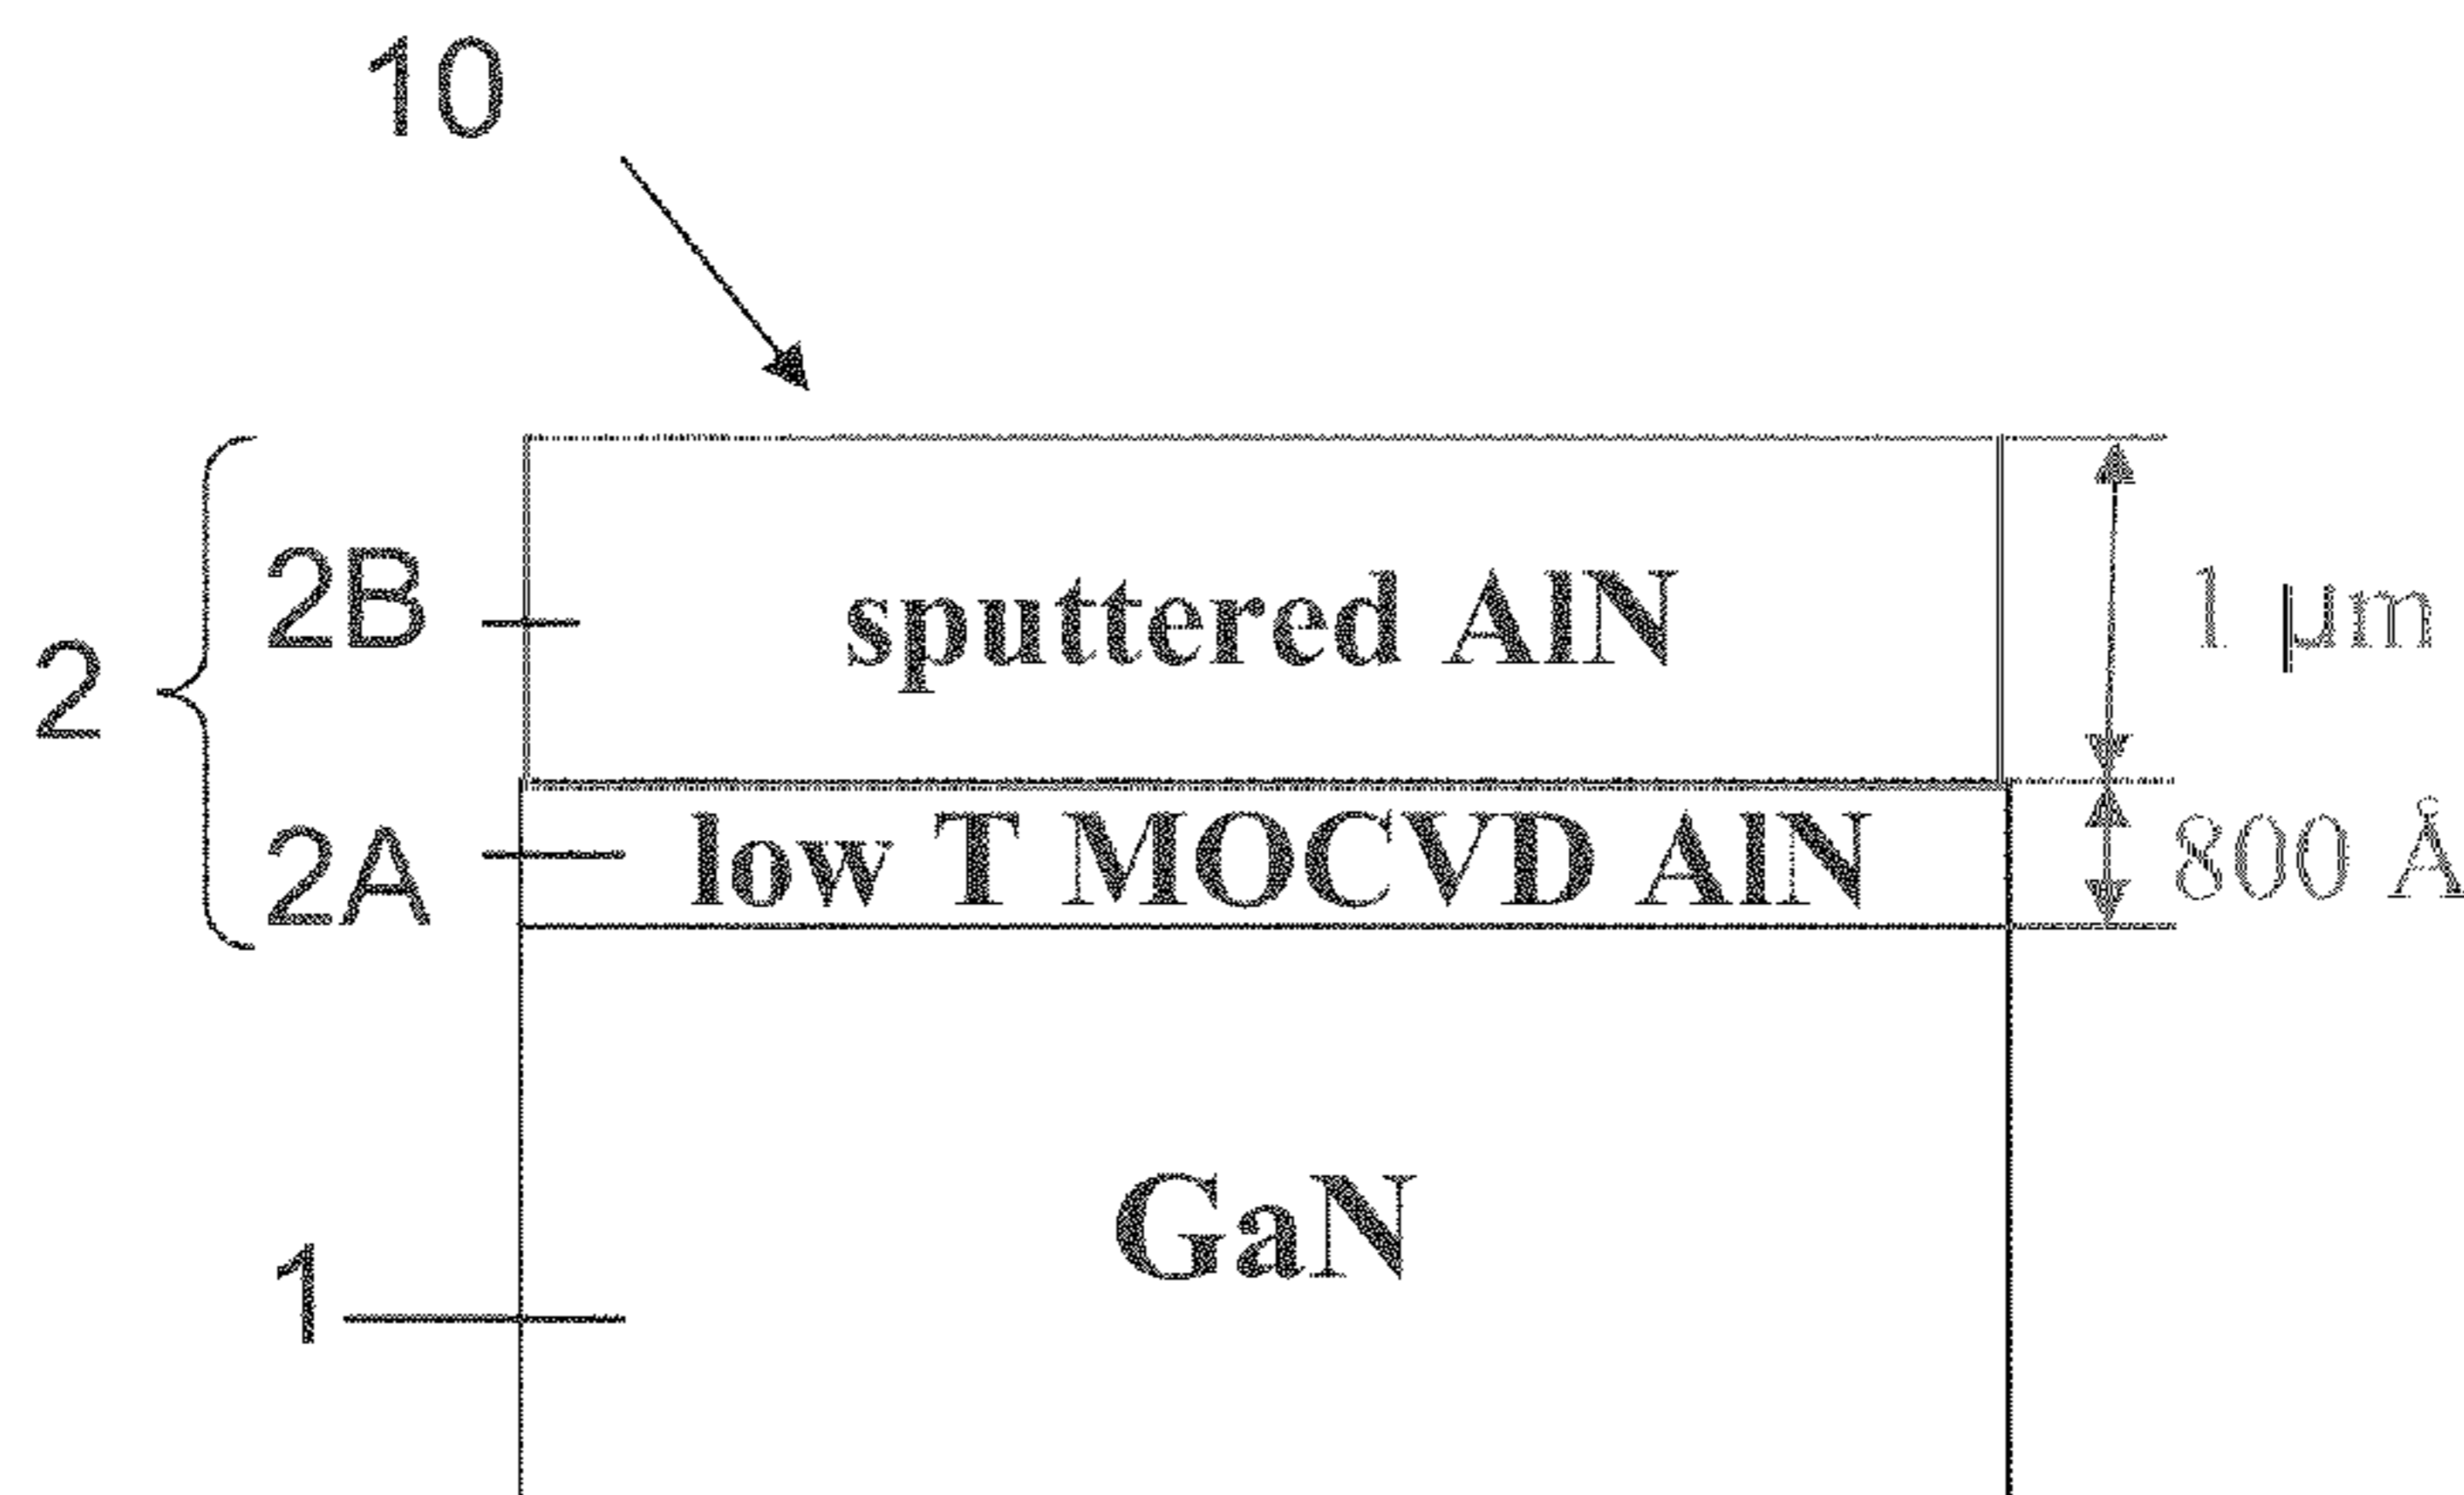 10
2B
sputtered AlN
1 μm
2
2A
low T MOCVD AlN
800 Å
GaN
1